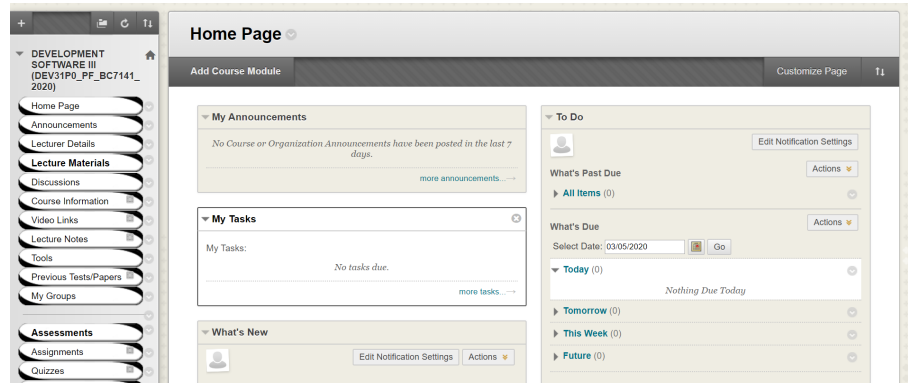 DEVELOPMENT
SOFTWARE III
(DEV31P0_PF_BC7141_
2020)
Home Page
Announcements
Lecturer Details
Lecture Materials
Discussions
Course Information
Video Links
Lecture Notes
Tools
Previous Tests/Papers
My Groups
Assessments
Assignments
Quizzes
Home Page
Add Course Module
Customize Page
My Announcements
No Course or Organization Announcements have been posted in the last 7
days.
more announcements...→
My Tasks
My Tasks:
No tasks due.
more tasks...→
What's New
Edit Notification Settings
Actions
To Do
Edit Notification Settings
What's Past Due
Actions
All Items (0)
What's Due
Actions
Select Date: 03/05/2020 Go
Today (0)
Nothing Due Today
Tomorrow (0)
This Week (0)
Future (0)